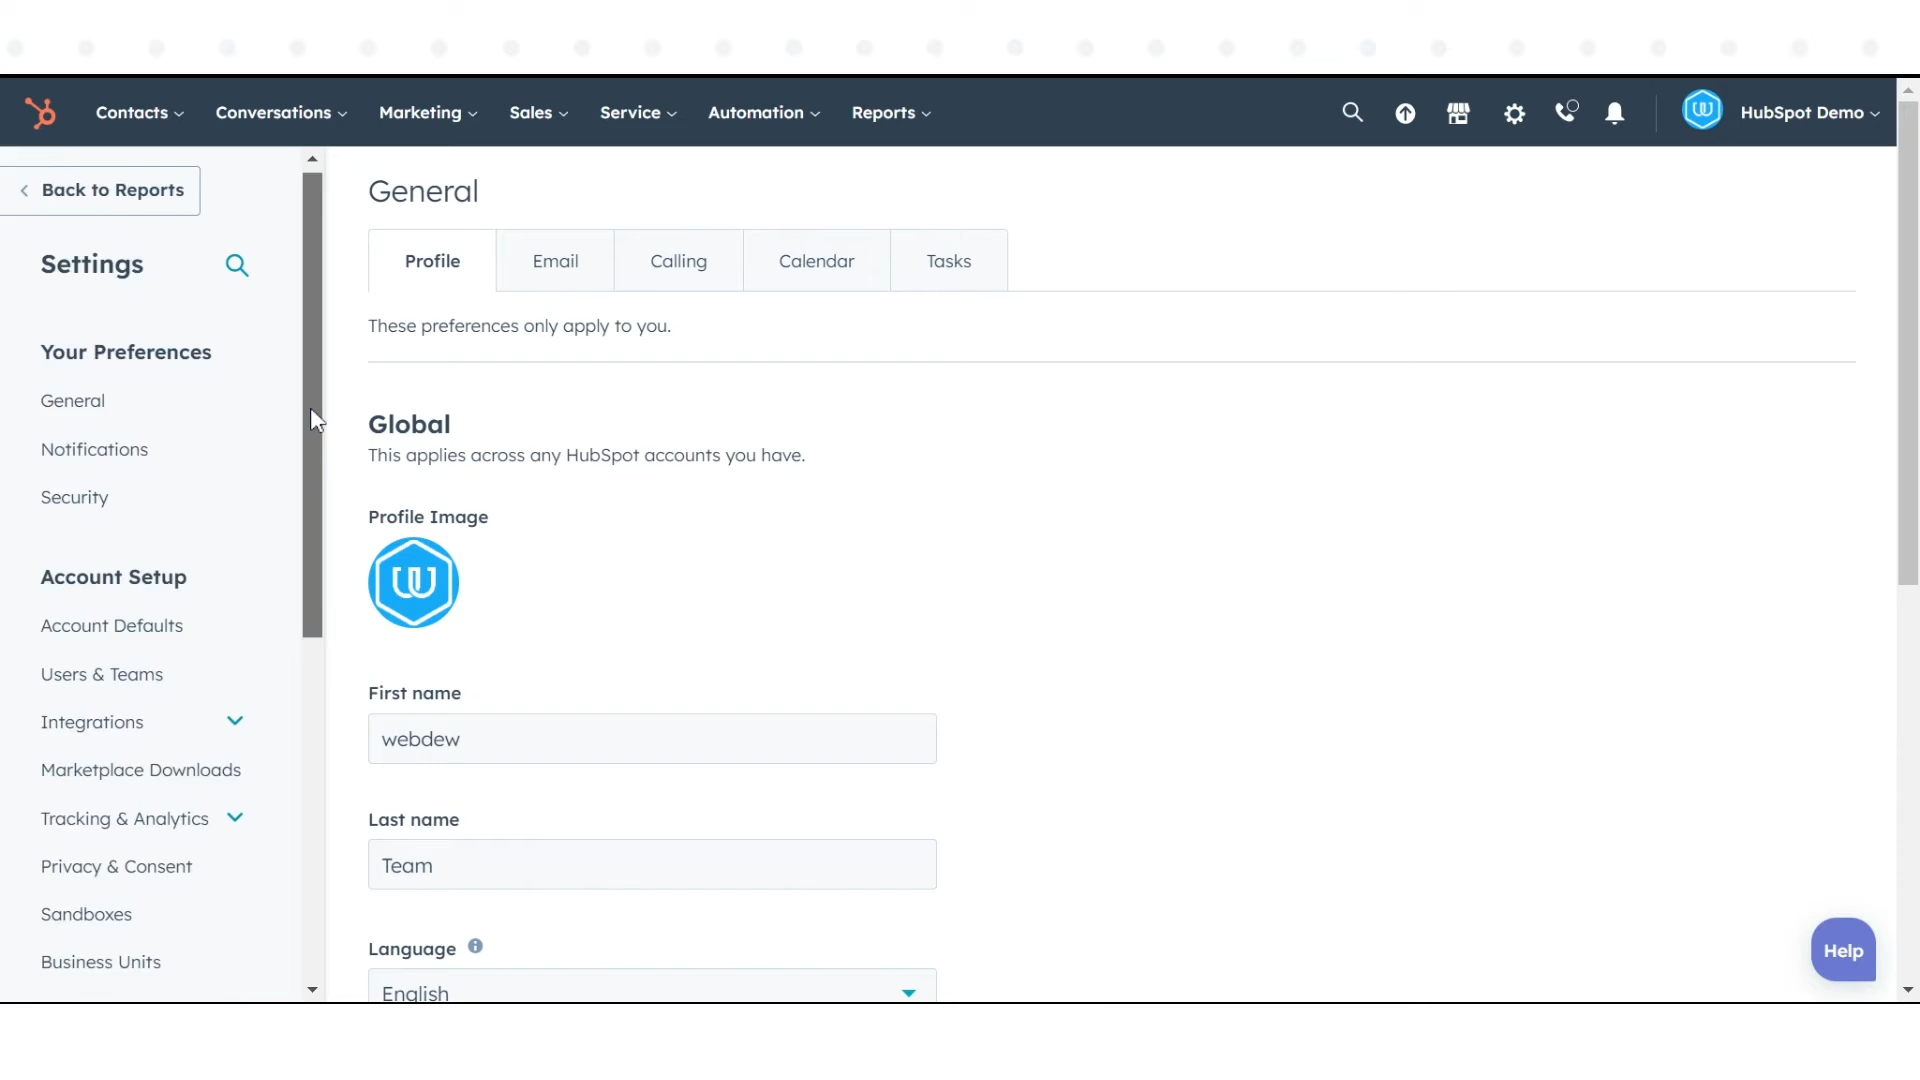 Contacts Conversations Marketing Sales Service Automation Reports HubSpot Demo
Back to Reports
Settings
Your Preferences
General
Notifications
Security
Account Setup
Account Defaults
Users & Teams
Integrations
Marketplace Downloads
Tracking & Analytics
Privacy & Consent
Sandboxes
Business Units
General
Profile Email Calling Calendar Tasks
These preferences only apply to you.
Global
This applies across any HubSpot accounts you have.
Profile Image
First name
webdew
Last name
Team
Language
English
Help